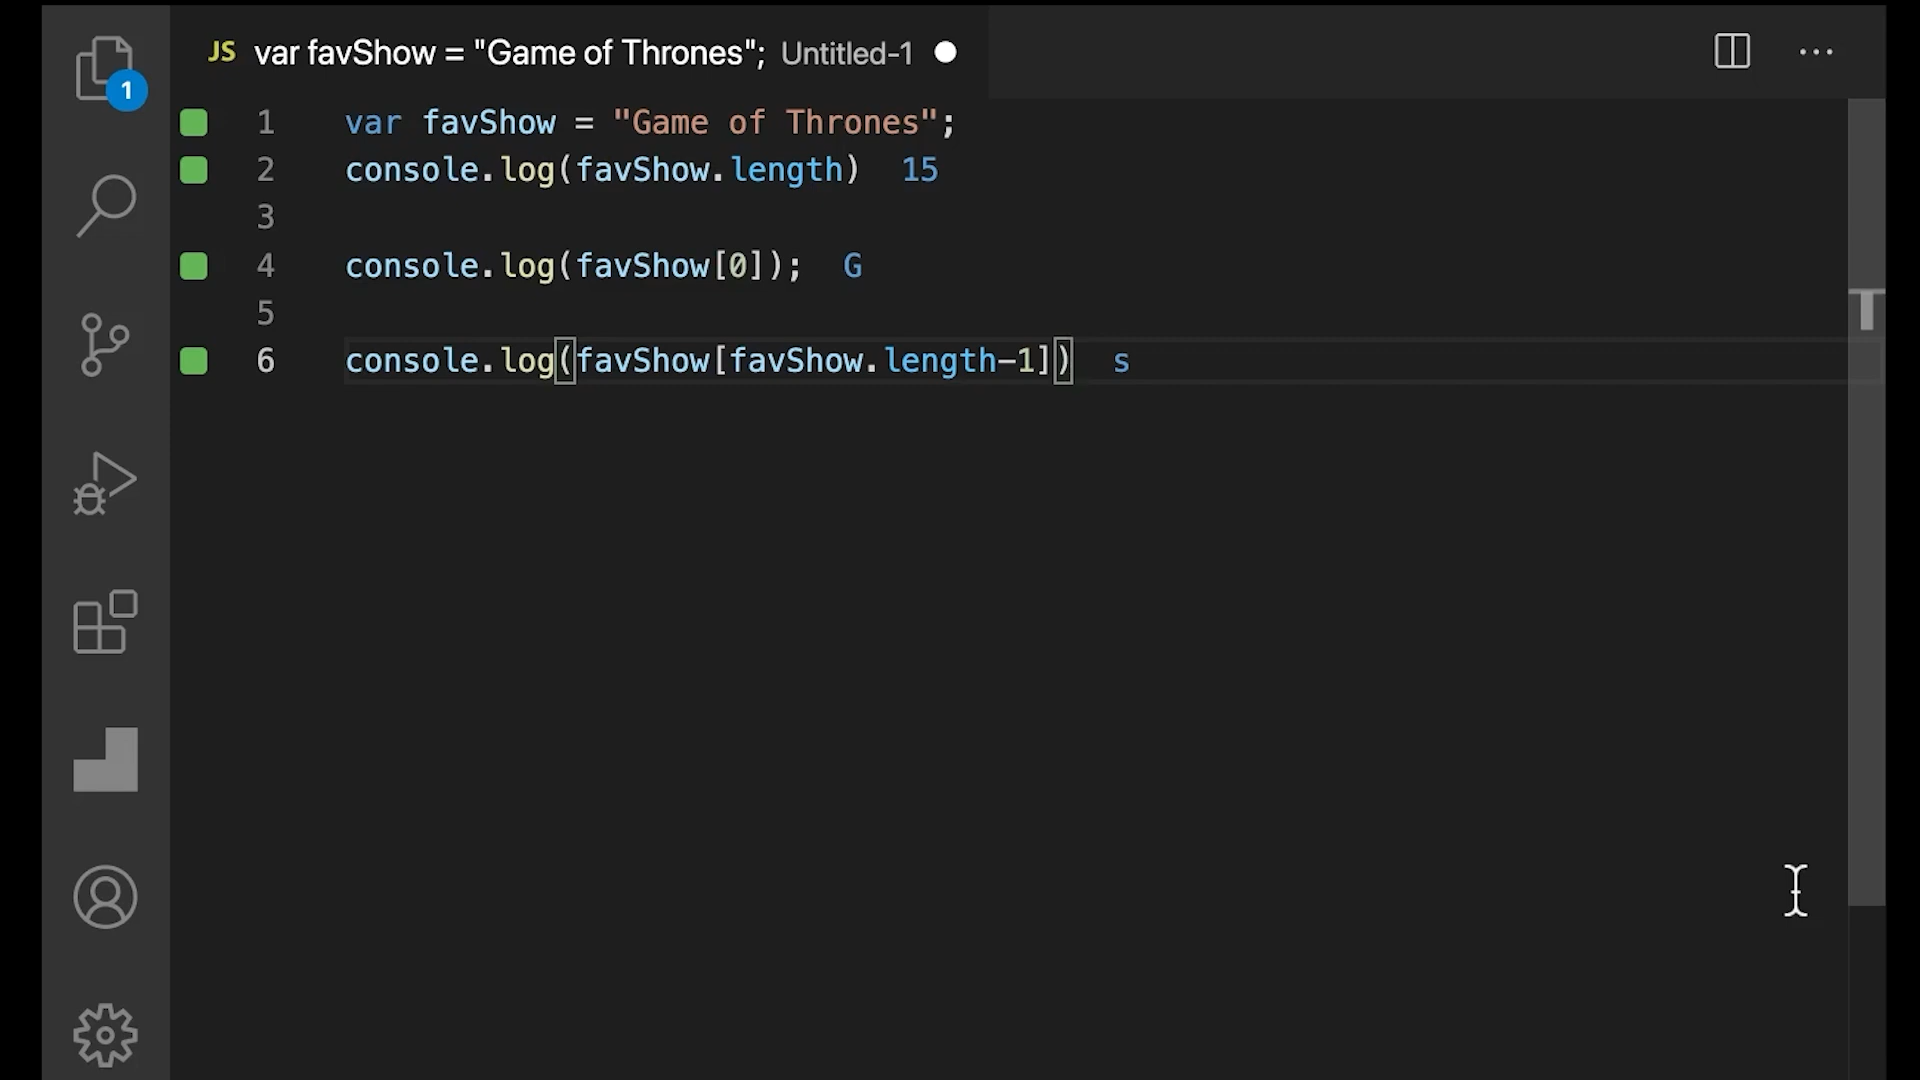 JS var favShow = "Game of Thrones"; Untitled-1
1
1 var favShow = "Game of Thrones";
2 console.log(favShow.length) 15
3
4 console.log(favShow[0]); G
5
6 console.log(favShow[favShow.length-1]) s